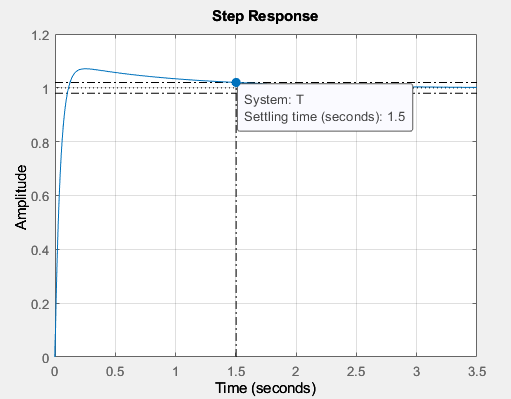 Step Response
1.2
1
0.8
0.6
0.4
0.2
0
Amplitude
System: T
Settling time (seconds): 1.5
0 0.5 1 1.5 2 2.5 3 3.5
Time (seconds)